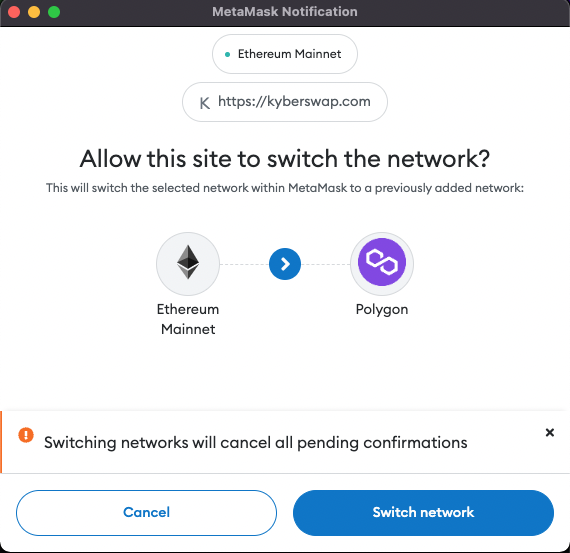 MetaMask Notification
Ethereum Mainnet
K https://kyberswap.com
Allow this site to switch the network?
This will switch the selected network within MetaMask to a previously added network:
Ethereum
Mainnet
Polygon
Switching networks will cancel all pending confirmations
Cancel
Switch network